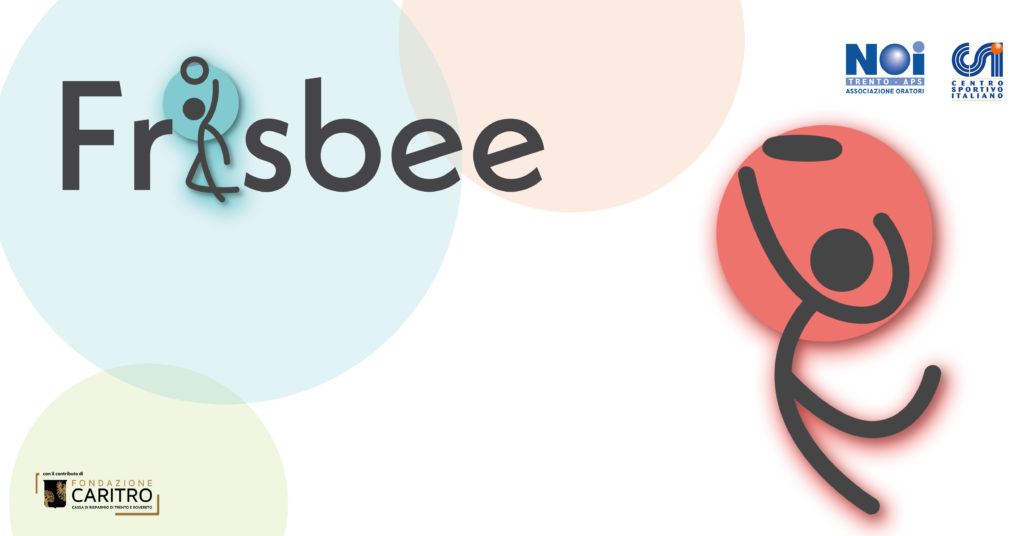 Frisbee
NOi
TRENTO - APS
ASSOCIAZIONE ORATORI
CSi
CENTRO
SPORTIVO
ITALIANO
con il contributo di
FONDAZIONE
CARITRO
CASSA DI RISPARMIO DI TRENTO E ROVERETO